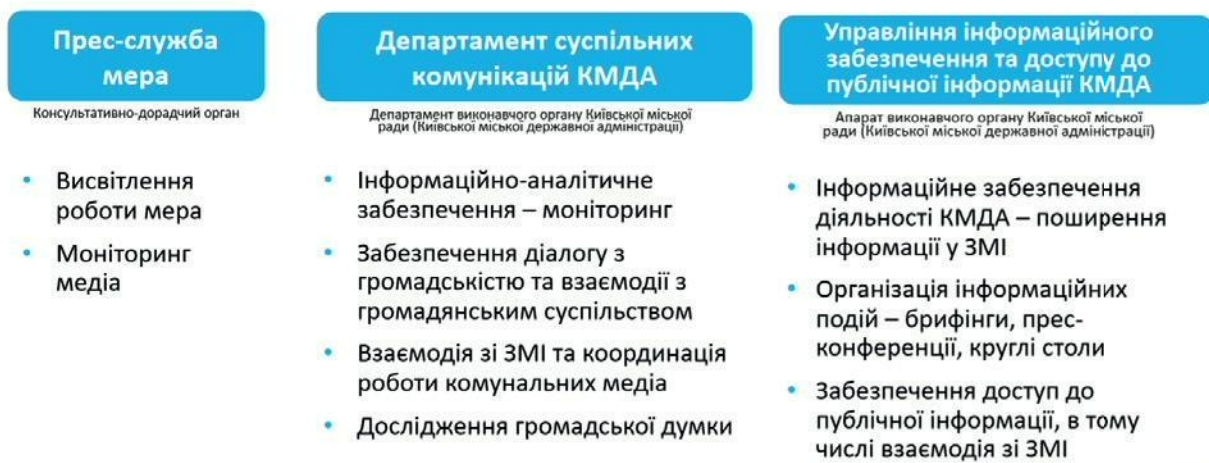 Прес-служба
мера
Консультативно-дорадчий орган
• Висвітлення
роботи мера
• Моніторинг
медіа
Департамент суспільних
комунікацій КМДА
Департамент виконавчого органу Київської міської
ради (Київської міської державної адміністрації)
• Інформаційно-аналітичне
забезпечення – моніторинг
• Забезпечення діалогу з
громадськістю та взаємодії з
громадянським суспільством
• Взаємодія зі ЗМІ та координація
роботи комунальних медіа
• Дослідження громадської думки
Управління інформаційного
забезпечення та доступу до
публічної інформації КМДА
Апарат виконавчого органу Київської міської
ради (Київської міської державної адміністрації)
• Інформаційне забезпечення
діяльності КМДА – поширення
інформації у ЗМІ
• Організація інформаційних
подій – брифінги, прес-
конференції, круглі столи
• Забезпечення доступ до
публічної інформації, в тому
числі взаємодія зі ЗМІ